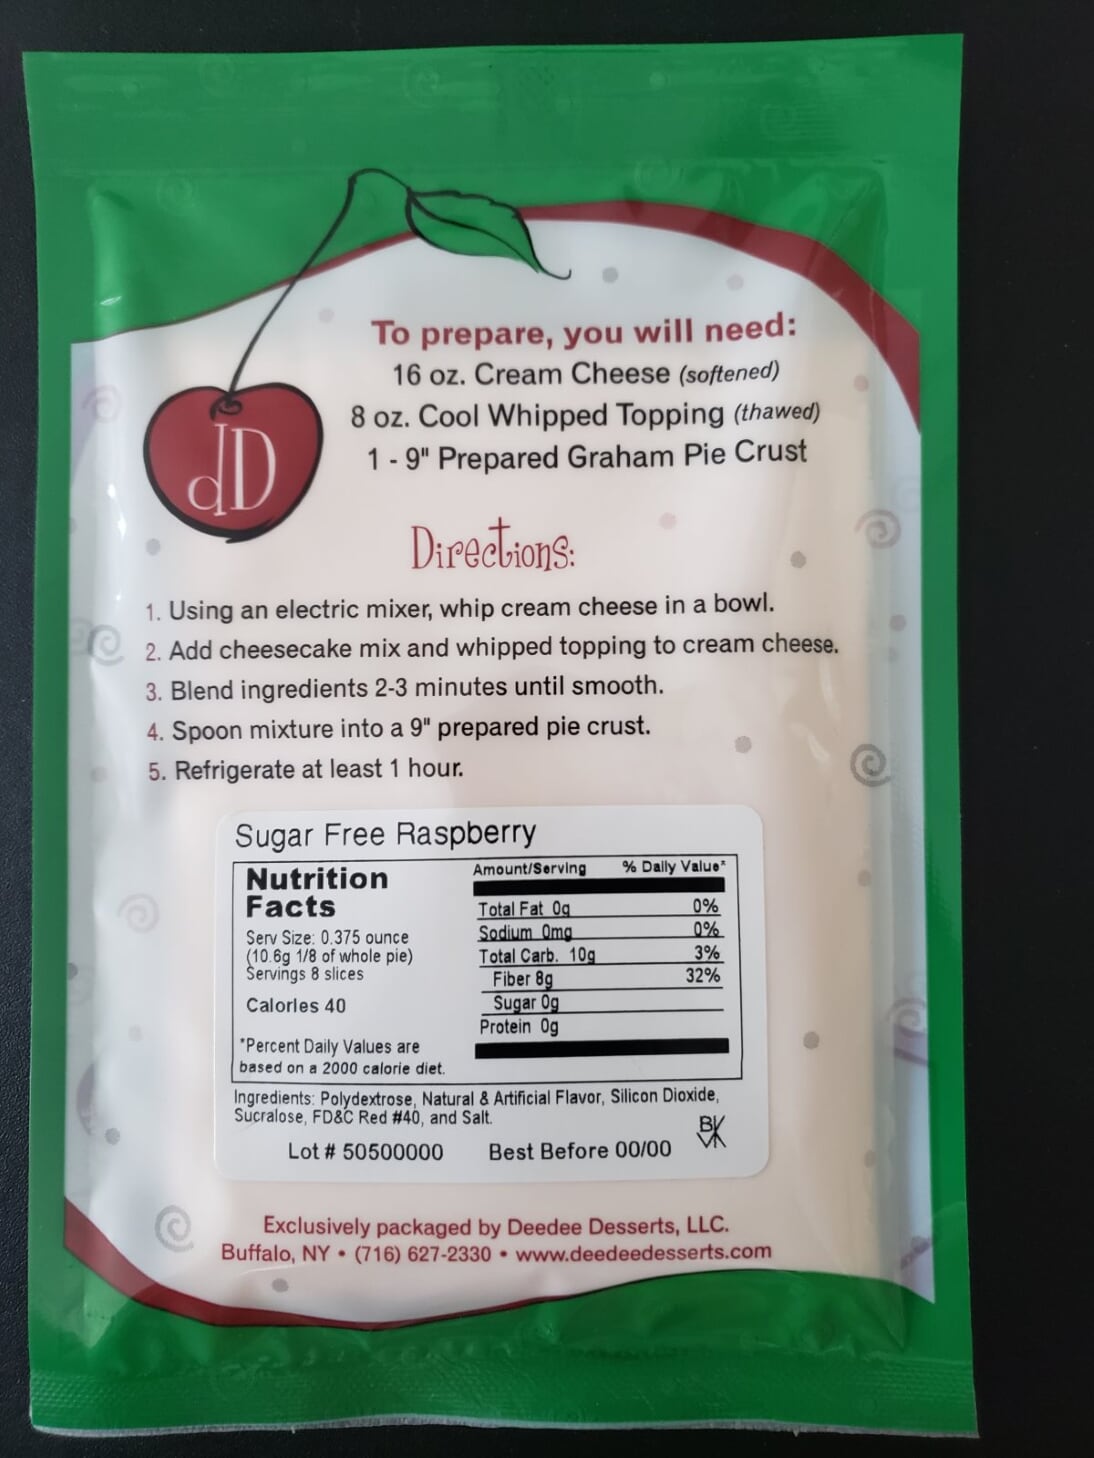 To prepare, you will need:
16 oz. Cream Cheese (softened)
8 oz. Cool Whipped Topping (thawed)
1 - 9" Prepared Graham Pie Crust
dD
Directions:
1. Using an electric mixer, whip cream cheese in a bowl.
2. Add cheesecake mix and whipped topping to cream cheese.
3. Blend ingredients 2-3 minutes until smooth.
4. Spoon mixture into a 9" prepared pie crust.
5. Refrigerate at least 1 hour.
Sugar Free Raspberry
Nutrition
Facts
Serv Size: 0.375 ounce
(10.6g 1/8 of whole pie)
Servings 8 slices
Calories 40
*Percent Daily Values are
based on a 2000 calorie diet.
Amount/Serving % Daily Value*
Total Fat 0g 0%
Sodium 0mg 0%
Total Carb. 10g 3%
Fiber 8g 32%
Sugar 0g
Protein 0g
Ingredients: Polydextrose, Natural & Artificial Flavor, Silicon Dioxide,
Sucralose, FD&C Red #40, and Salt.
Lot # 50500000 Best Before 00/00
Exclusively packaged by Deedee Desserts, LLC.
Buffalo, NY • (716) 627-2330 • www.deedeedesserts.com